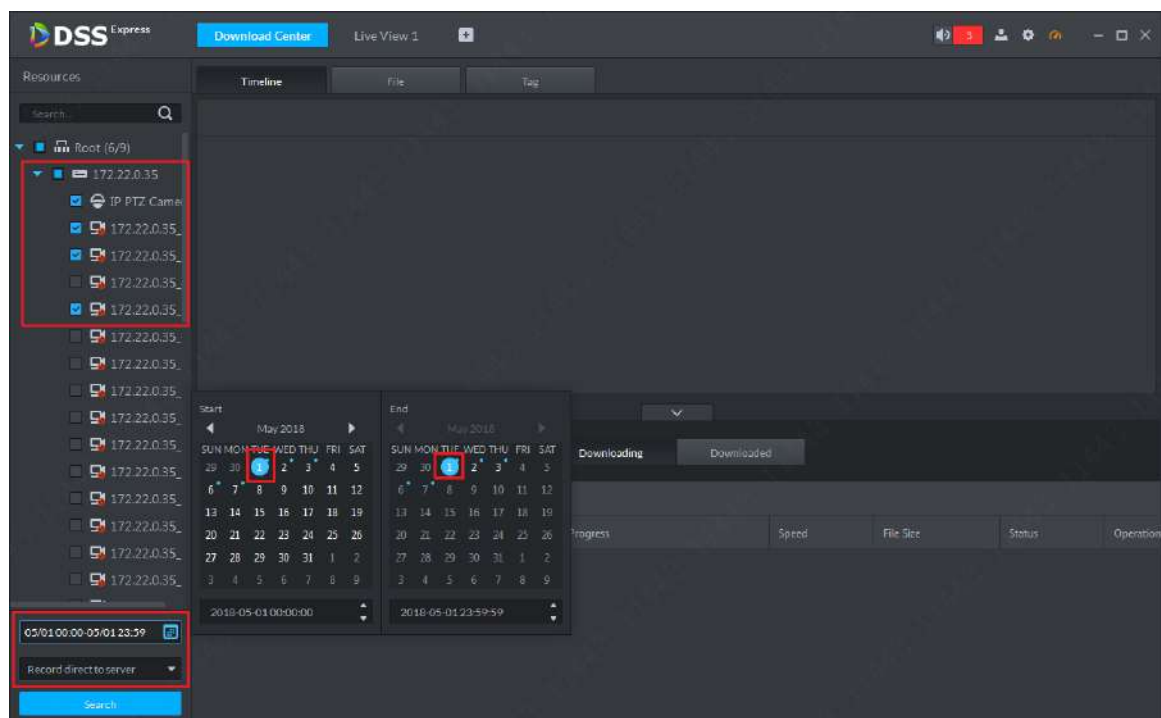 DSS Express
Download Center
Live View 1
3
Resources
Timeline
File
Tag
Search...
Root (6/9)
172.22.0.35
IP PTZ Came
172.22.0.35_
172.22.0.35_
172.22.0.35_
172.22.0.35_
172.22.0.35_
172.22.0.35_
172.22.0.35_
172.22.0.35_
172.22.0.35_
172.22.0.35_
172.22.0.35_
172.22.0.35_
172.22.0.35_
172.22.0.35_
Start
May 2018
SUN MON TUE WED THU FRI SAT
29 30 1 2 3 4 5
6 7 8 9 10 11 12
13 14 15 16 17 18 19
20 21 22 23 24 25 26
27 28 29 30 31 1 2
3 4 5 6 7 8 9
2018-05-01 00:00:00
End
May 2018
SUN MON TUE WED THU FRI SAT
29 30 1 2 3 4 5
6 7 8 9 10 11 12
13 14 15 16 17 18 19
20 21 22 23 24 25 26
27 28 29 30 31 1 2
3 4 5 6 7 8 9
2018-05-01 23:59:59
Downloading
Downloaded
Progress
Speed
File Size
Status
Operation
05/01 00:00-05/01 23:59
Record direct to server
Search